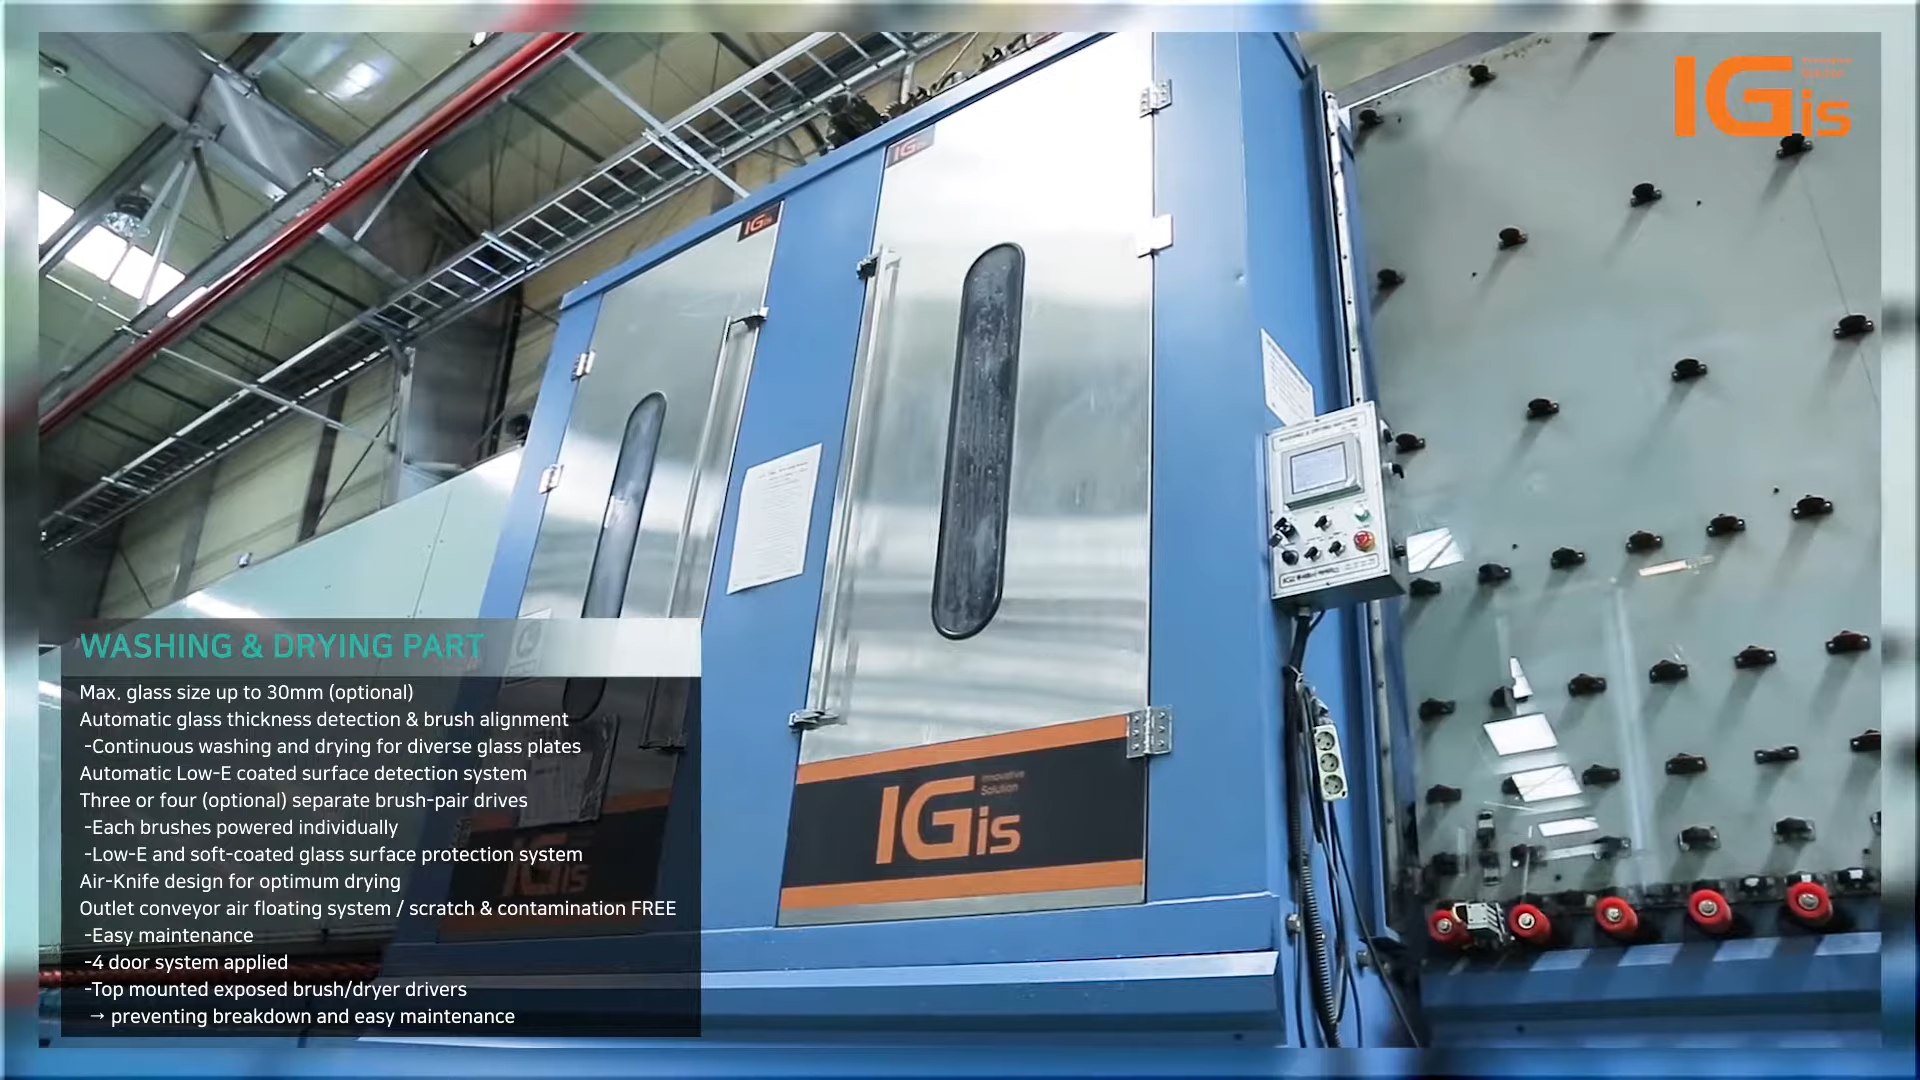 IGis
Innovative
Solution
IGis
IGis
WASHING & DRYING MACHINE
WASHING & DRYING PART
Max. glass size up to 30mm (optional)
Automatic glass thickness detection & brush alignment
-Continuous washing and drying for diverse glass plates
Automatic Low-E coated surface detection system
Three or four (optional) separate brush-pair drives
-Each brushes powered individually
-Low-E and soft-coated glass surface protection system
Air-Knife design for optimum drying
Outlet conveyor air floating system / scratch & contamination FREE
-Easy maintenance
-4 door system applied
-Top mounted exposed brush/dryer drivers
→ preventing breakdown and easy maintenance
IGis
Innovative
Solution
IGis